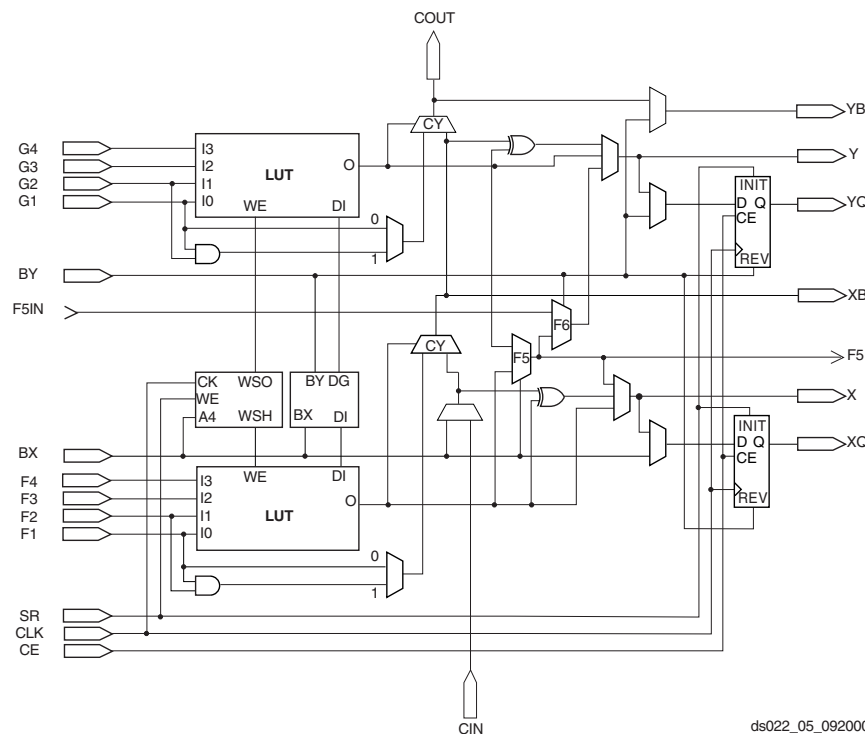 COUT
CY
YB
G4
I3
G3
I2
LUT
O
Y
G2
I1
G1
I0
WE
DI
INIT
D Q
CE
REV
YQ
0
1
BY
F5IN
XB
F6
CY
F5
F5
CK
WSO
WE
A4
WSH
BY DG
BX
DI
X
BX
INIT
D Q
CE
REV
XQ
F4
I3
WE
DI
F3
I2
O
F2
I1
LUT
F1
I0
0
1
SR
CLK
CE
CIN
ds022_05_092000